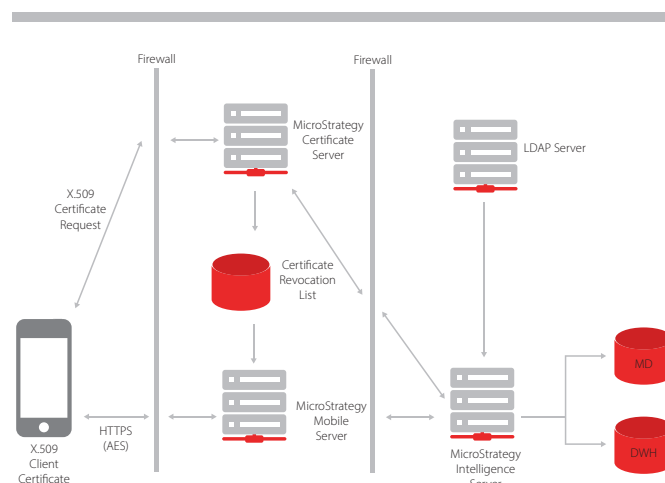 Firewall
Firewall
MicroStrategy
Certificate
Server
LDAP Server
X.509
Certificate
Request
Certificate
Revocation
List
MD
MicroStrategy
Mobile
Server
HTTPS
(AES)
X.509
Client
Certificate
MicroStrategy
Intelligence
Server
DWH